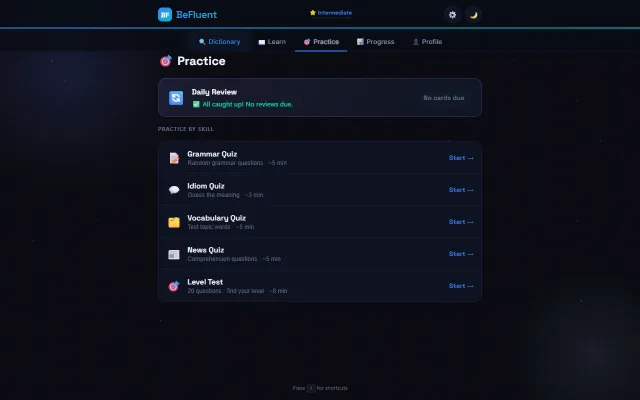 BF BeFluent
Intermediate
Dictionary Learn Practice Progress Profile
Practice
Daily Review
All caught up! No reviews due.
No cards due
PRACTICE BY SKILL
Grammar Quiz
Random grammar questions ~5 min
Start →
Idiom Quiz
Guess the meaning ~3 min
Start →
Vocabulary Quiz
Test topic words ~5 min
Start →
News Quiz
Comprehension questions ~5 min
Start →
Level Test
20 questions find your level ~8 min
Start →
Press for shortcuts